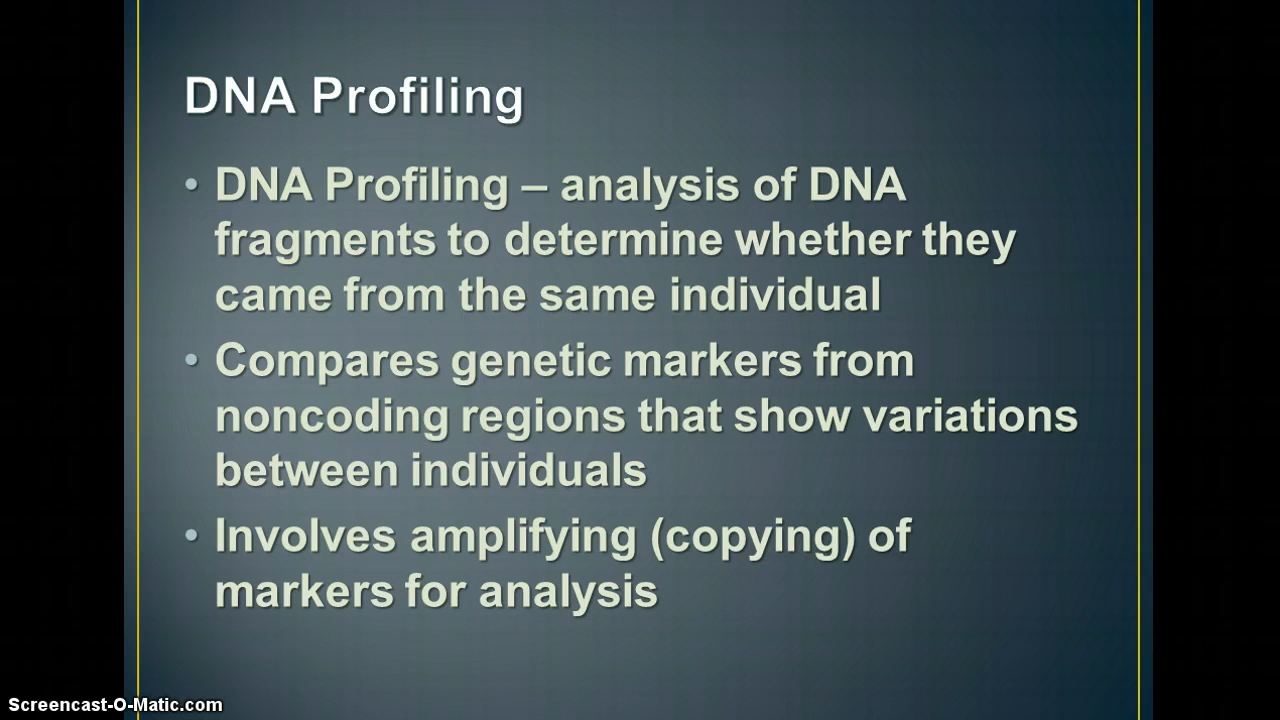 DNA Profiling
• DNA Profiling – analysis of DNA
fragments to determine whether they
came from the same individual
• Compares genetic markers from
noncoding regions that show variations
between individuals
• Involves amplifying (copying) of
markers for analysis
Screencast-O-Matic.com